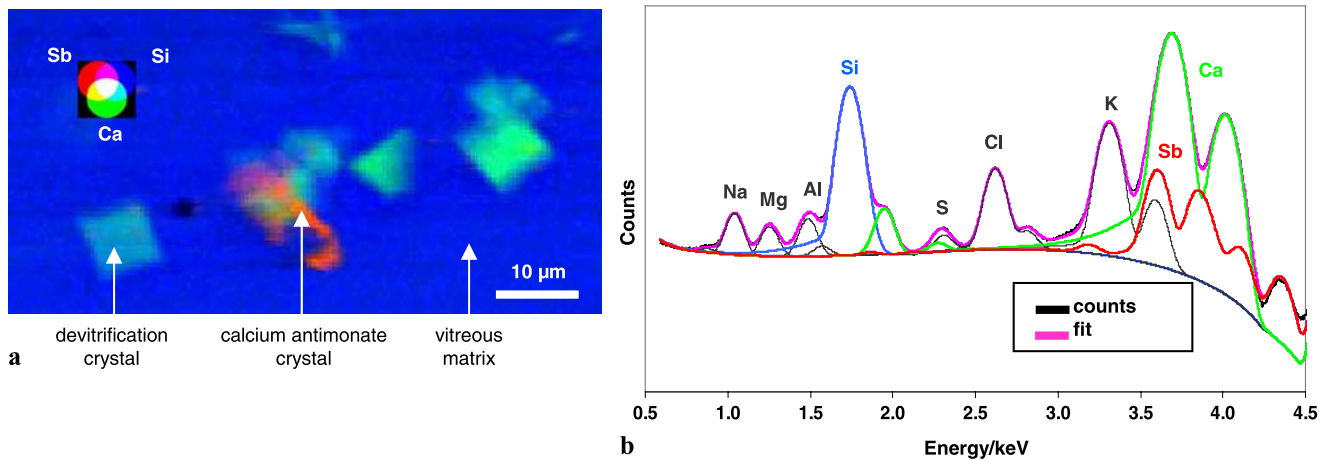 Sb Si
Ca
10 µm
devitrification
crystal
calcium antimonate
crystal
vitreous
matrix
a
Counts
Na
Mg
Al
Si
S
Cl
K
Sb
Ca
counts
fit
0.5 1.0 1.5 2.0 2.5 3.0 3.5 4.0 4.5
Energy/keV
b